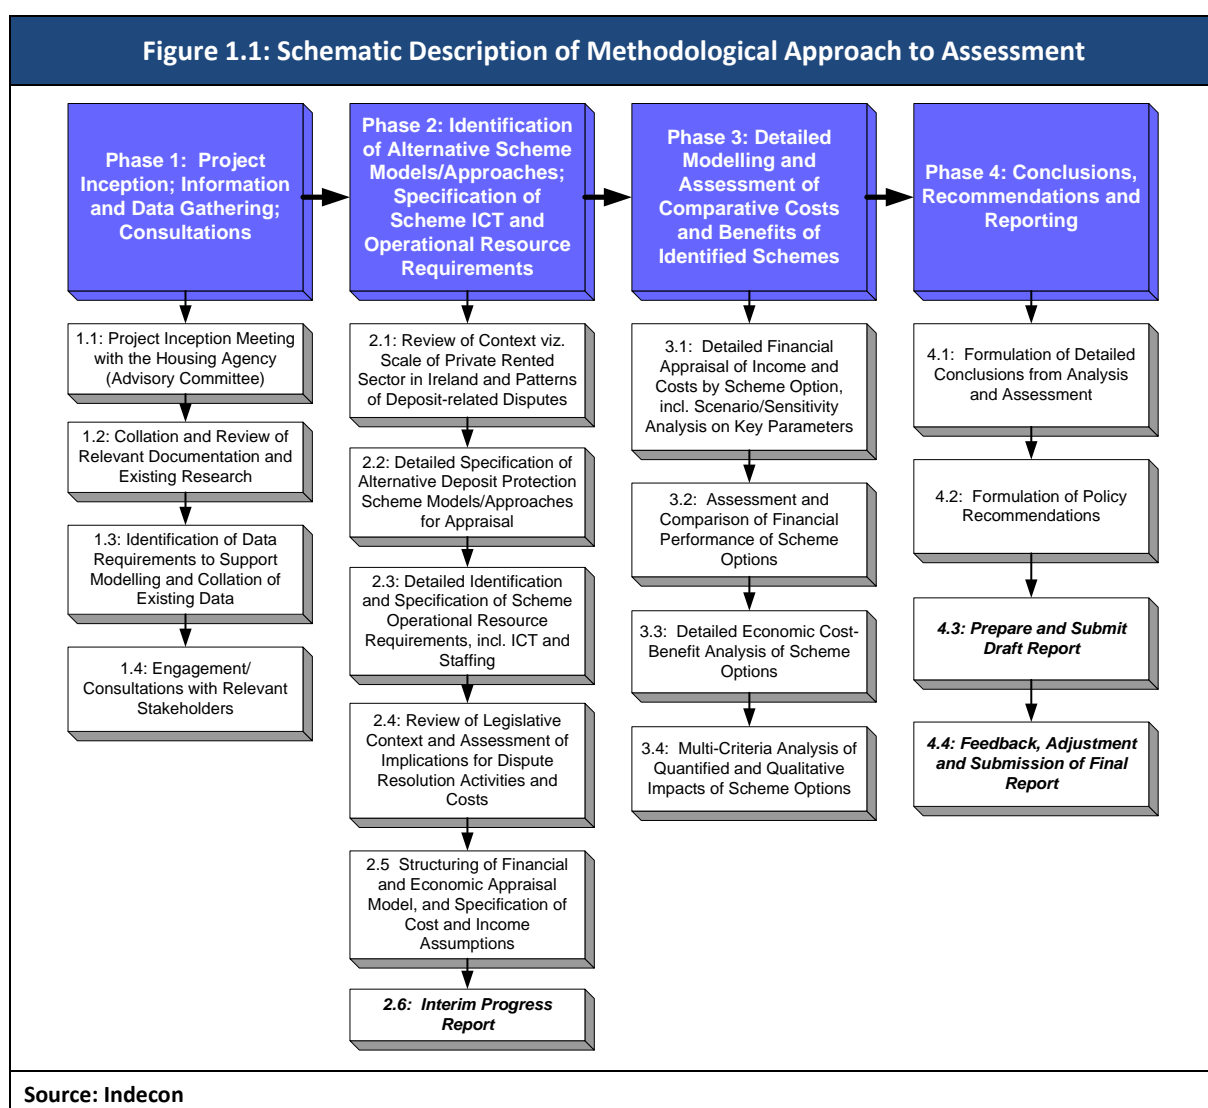 Figure 1.1: Schematic Description of Methodological Approach to Assessment
Phase 1: Project
Inception; Information
and Data Gathering;
Consultations
1.1: Project Inception Meeting
with the Housing Agency
(Advisory Committee)
1.2: Collation and Review of
Relevant Documentation and
Existing Research
1.3: Identification of Data
Requirements to Support
Modelling and Collation of
Existing Data
1.4: Engagement/
Consultations with Relevant
Stakeholders
Phase 2: Identification
of Alternative Scheme
Models/Approaches;
Specification of
Scheme ICT and
Operational Resource
Requirements
2.1: Review of Context viz.
Scale of Private Rented
Sector in Ireland and Patterns
of Deposit-related Disputes
2.2: Detailed Specification of
Alternative Deposit Protection
Scheme Models/Approaches
for Appraisal
2.3: Detailed Identification
and Specification of Scheme
Operational Resource
Requirements, incl. ICT and
Staffing
2.4: Review of Legislative
Context and Assessment of
Implications for Dispute
Resolution Activities and
Costs
2.5 Structuring of Financial
and Economic Appraisal
Model, and Specification of
Cost and Income
Assumptions
2.6: Interim Progress
Report
Phase 3: Detailed
Modelling and
Assessment of
Comparative Costs
and Benefits of
Identified Schemes
3.1: Detailed Financial
Appraisal of Income and
Costs by Scheme Option,
incl. Scenario/Sensitivity
Analysis on Key Parameters
3.2: Assessment and
Comparison of Financial
Performance of Scheme
Options
3.3: Detailed Economic Cost-
Benefit Analysis of Scheme
Options
3.4: Multi-Criteria Analysis of
Quantified and Qualitative
Impacts of Scheme Options
Phase 4: Conclusions,
Recommendations and
Reporting
4.1: Formulation of Detailed
Conclusions from Analysis
and Assessment
4.2: Formulation of Policy
Recommendations
4.3: Prepare and Submit
Draft Report
4.4: Feedback, Adjustment
and Submission of Final
Report
Source: Indecon